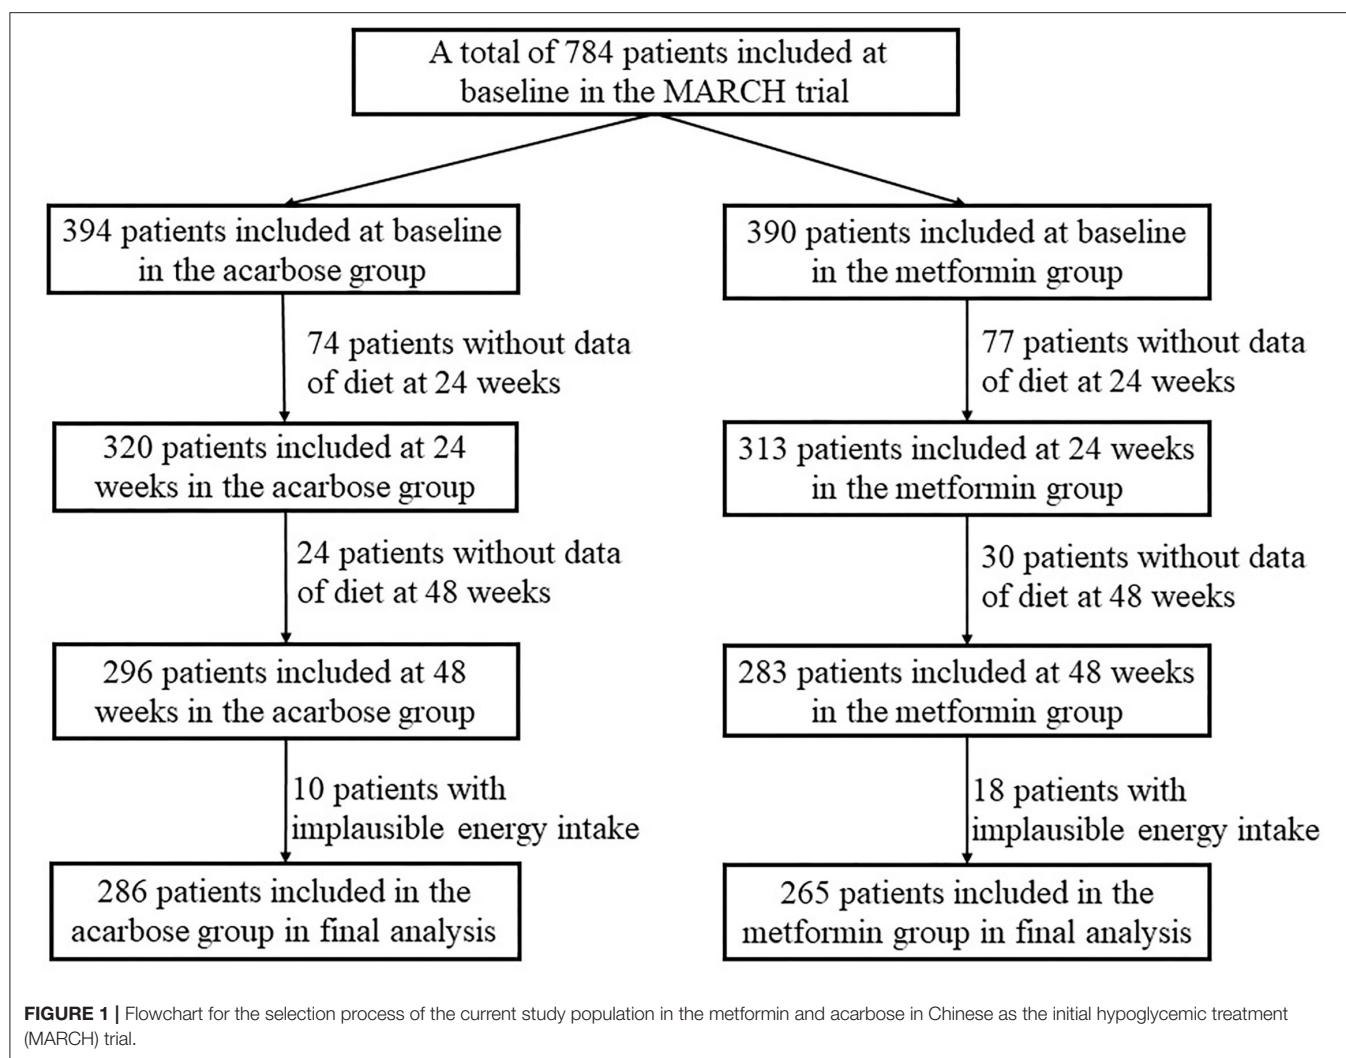 A total of 784 patients included at
baseline in the MARCH trial
394 patients included at baseline
in the acarbose group
390 patients included at baseline
in the metformin group
74 patients without data
of diet at 24 weeks
77 patients without data
of diet at 24 weeks
320 patients included at 24
weeks in the acarbose group
313 patients included at 24 weeks
in the metformin group
24 patients without data
of diet at 48 weeks
30 patients without data
of diet at 48 weeks
296 patients included at 48
weeks in the acarbose group
283 patients included at 48 weeks
in the metformin group
10 patients with
implausible energy intake
18 patients with
implausible energy intake
286 patients included in the
acarbose group in final analysis
265 patients included in the
metformin group in final analysis
FIGURE 1 | Flowchart for the selection process of the current study population in the metformin and acarbose in Chinese as the initial hypoglycemic treatment
(MARCH) trial.